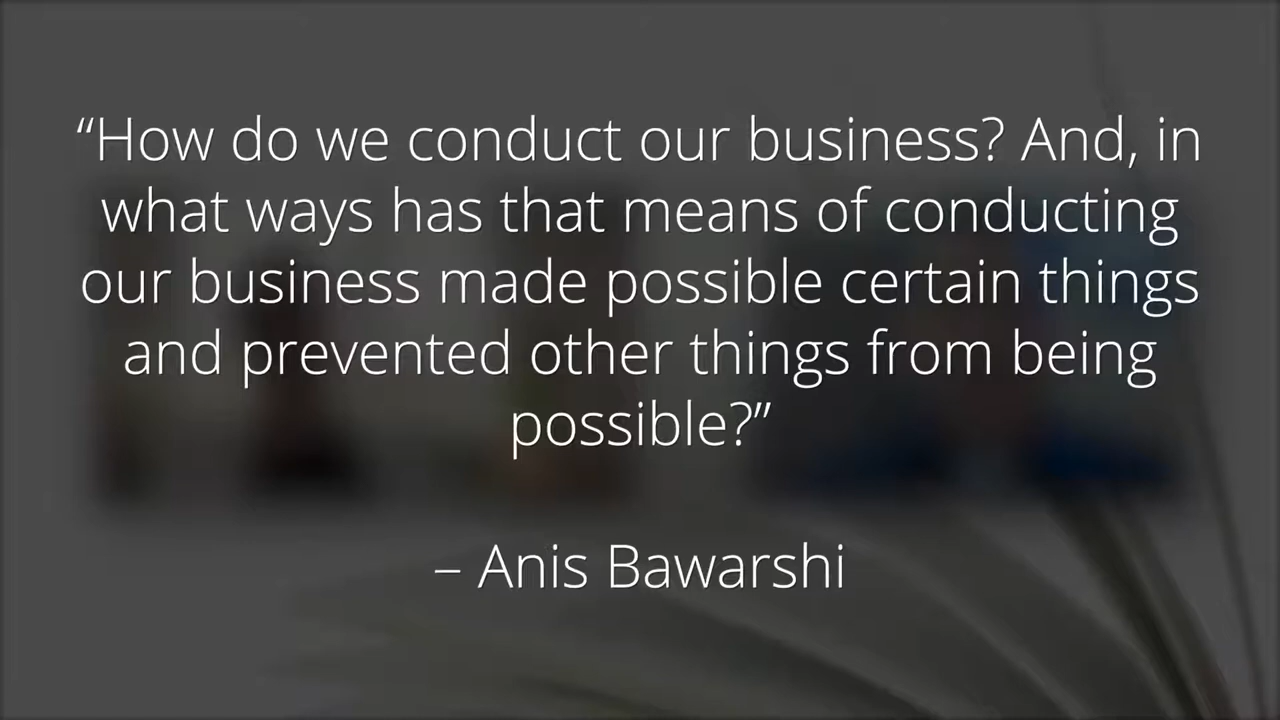 “How do we conduct our business? And, in
what ways has that means of conducting
our business made possible certain things
and prevented other things from being
possible?”
– Anis Bawarshi